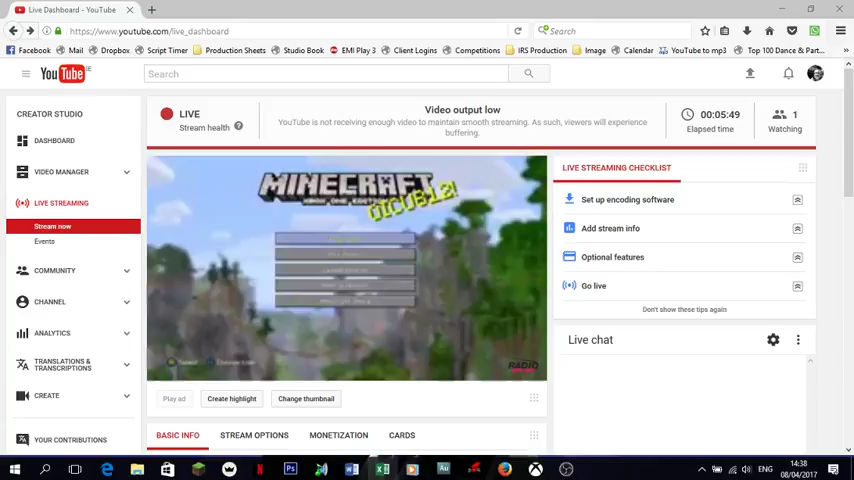 Live Dashboard - YouTube
https://www.youtube.com/live_dashboard
Search
Facebook
Mail
Dropbox
Script Timer
Production Sheets
Studio Book
EMI Play 3
Client Logins
Competitions
IRS Production
Image
Calendar
YouTube to mp3
Top 100 Dance / Part...
YouTube IE
Search
CREATOR STUDIO
DASHBOARD
VIDEO MANAGER
LIVE STREAMING
Stream now
Events
COMMUNITY
CHANNEL
ANALYTICS
TRANSLATIONS &
TRANSCRIPTIONS
CREATE
YOUR CONTRIBUTIONS
LIVE
Stream health ?
Video output low
YouTube is not receiving enough video to maintain smooth streaming. As such, viewers will experience
buffering.
00:05:49
Elapsed time
1
Watching
MINECRAFT
XBOX ONE EDITION
RADIO
Play ad
Create highlight
Change thumbnail
BASIC INFO
STREAM OPTIONS
MONETIZATION
CARDS
LIVE STREAMING CHECKLIST
Set up encoding software
Add stream info
Optional features
Go live
Don't show these tips again
Live chat
ENG
14:38
08/04/2017